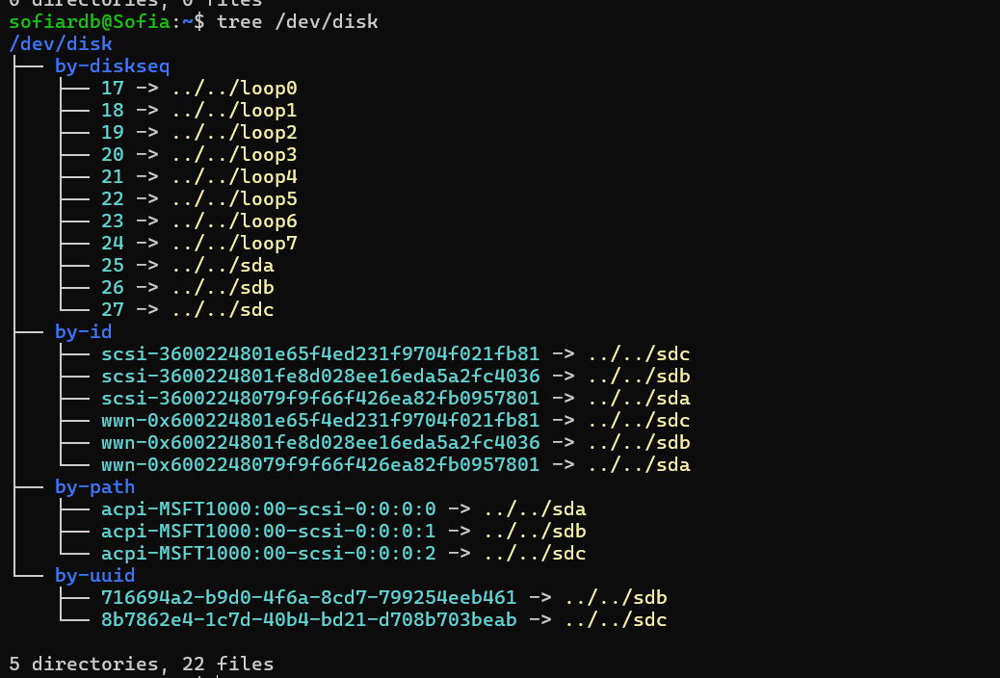 0 directories, 0 files
sofiardb@Sofia:~$ tree /dev/disk
/dev/disk
├── by-diskseq
│   ├── 17 -> ../../loop0
│   ├── 18 -> ../../loop1
│   ├── 19 -> ../../loop2
│   ├── 20 -> ../../loop3
│   ├── 21 -> ../../loop4
│   ├── 22 -> ../../loop5
│   ├── 23 -> ../../loop6
│   ├── 24 -> ../../loop7
│   ├── 25 -> ../../sda
│   ├── 26 -> ../../sdb
│   └── 27 -> ../../sdc
├── by-id
│   ├── scsi-3600224801e65f4ed231f9704f021fb81 -> ../../sdc
│   ├── scsi-3600224801fe8d028ee16eda5a2fc4036 -> ../../sdb
│   ├── scsi-36002248079f9f66f426ea82fb0957801 -> ../../sda
│   ├── wwn-0x600224801e65f4ed231f9704f021fb81 -> ../../sdc
│   ├── wwn-0x600224801fe8d028ee16eda5a2fc4036 -> ../../sdb
│   └── wwn-0x6002248079f9f66f426ea82fb0957801 -> ../../sda
├── by-path
│   ├── acpi-MSFT1000:00-scsi-0:0:0:0 -> ../../sda
│   ├── acpi-MSFT1000:00-scsi-0:0:0:1 -> ../../sdb
│   └── acpi-MSFT1000:00-scsi-0:0:0:2 -> ../../sdc
└── by-uuid
    ├── 716694a2-b9d0-4f6a-8cd7-799254eeb461 -> ../../sdb
    └── 8b7862e4-1c7d-40b4-bd21-d708b703beab -> ../../sdc

5 directories, 22 files